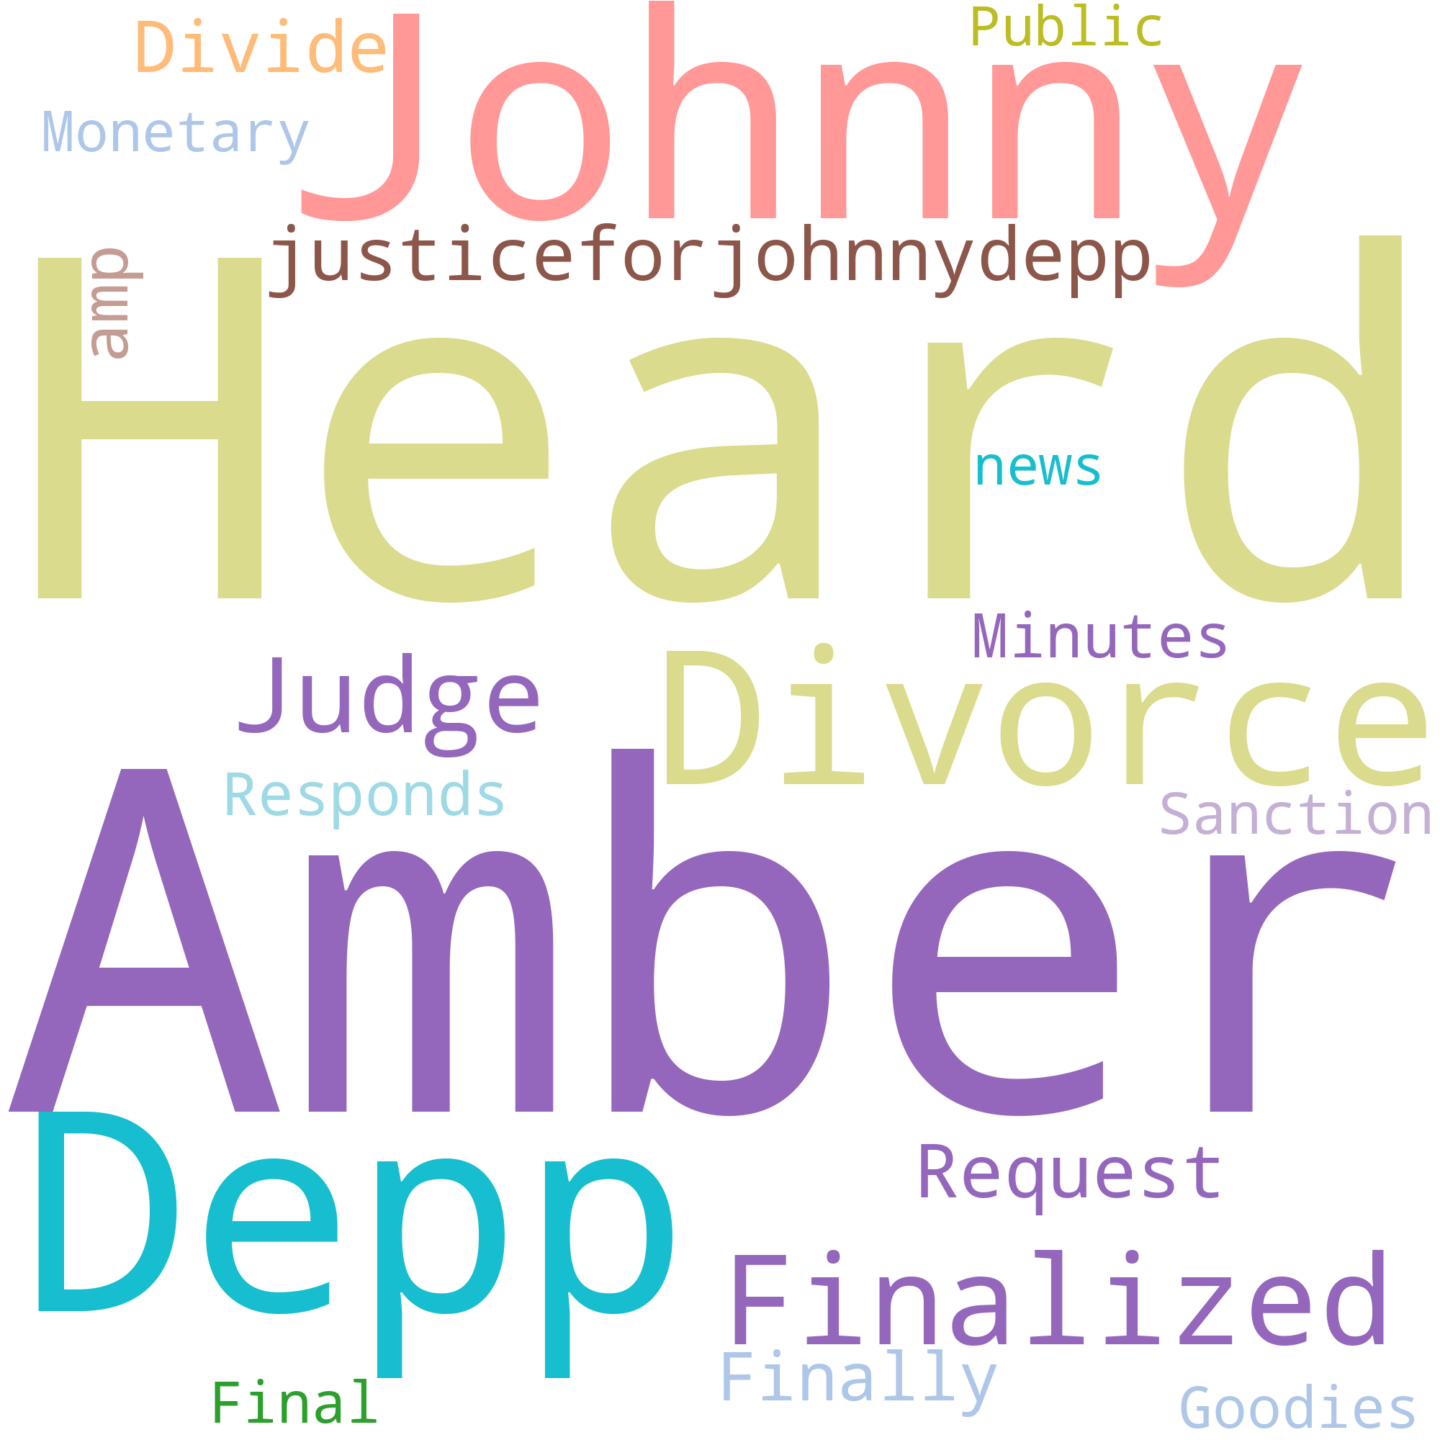 Divide
Johnny
Public
Monetary
justiceforjohnnydepp
amp
Heard
news
Minutes
Judge
Divorce
Responds
Sanction
Amber
Depp
Request
Finalized
Finally
Final
Goodies